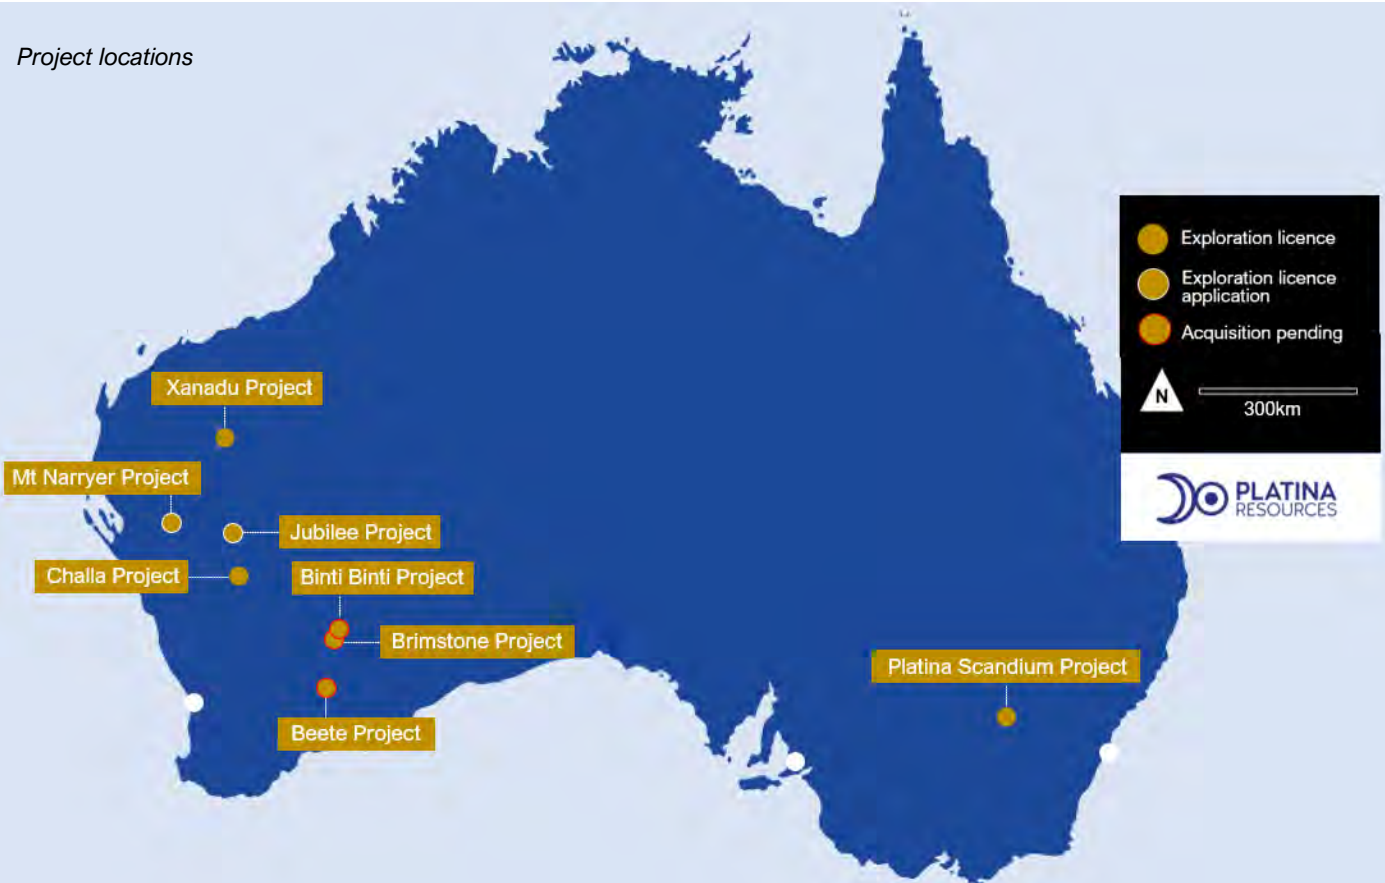 Project locations
Exploration licence
Exploration licence
application
Acquisition pending
N
300km
PLATINA
RESOURCES
Xanadu Project
Mt Narryer Project
Jubilee Project
Challa Project
Binti Binti Project
Brimstone Project
Platina Scandium Project
Beete Project